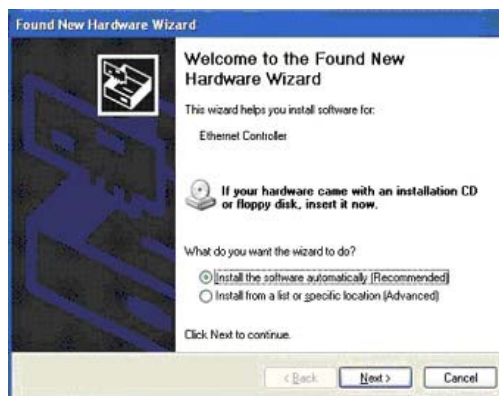 Found New Hardware Wizard
Welcome to the Found New
Hardware Wizard
This wizard helps you install software for:
Ethernet Controller
If your hardware came with an installation CD
or floppy disk, insert it now.
What do you want the wizard to do?
Install the software automatically (Recommended)
Install from a list or specific location (Advanced)
Click Next to continue.
< Back Next > Cancel